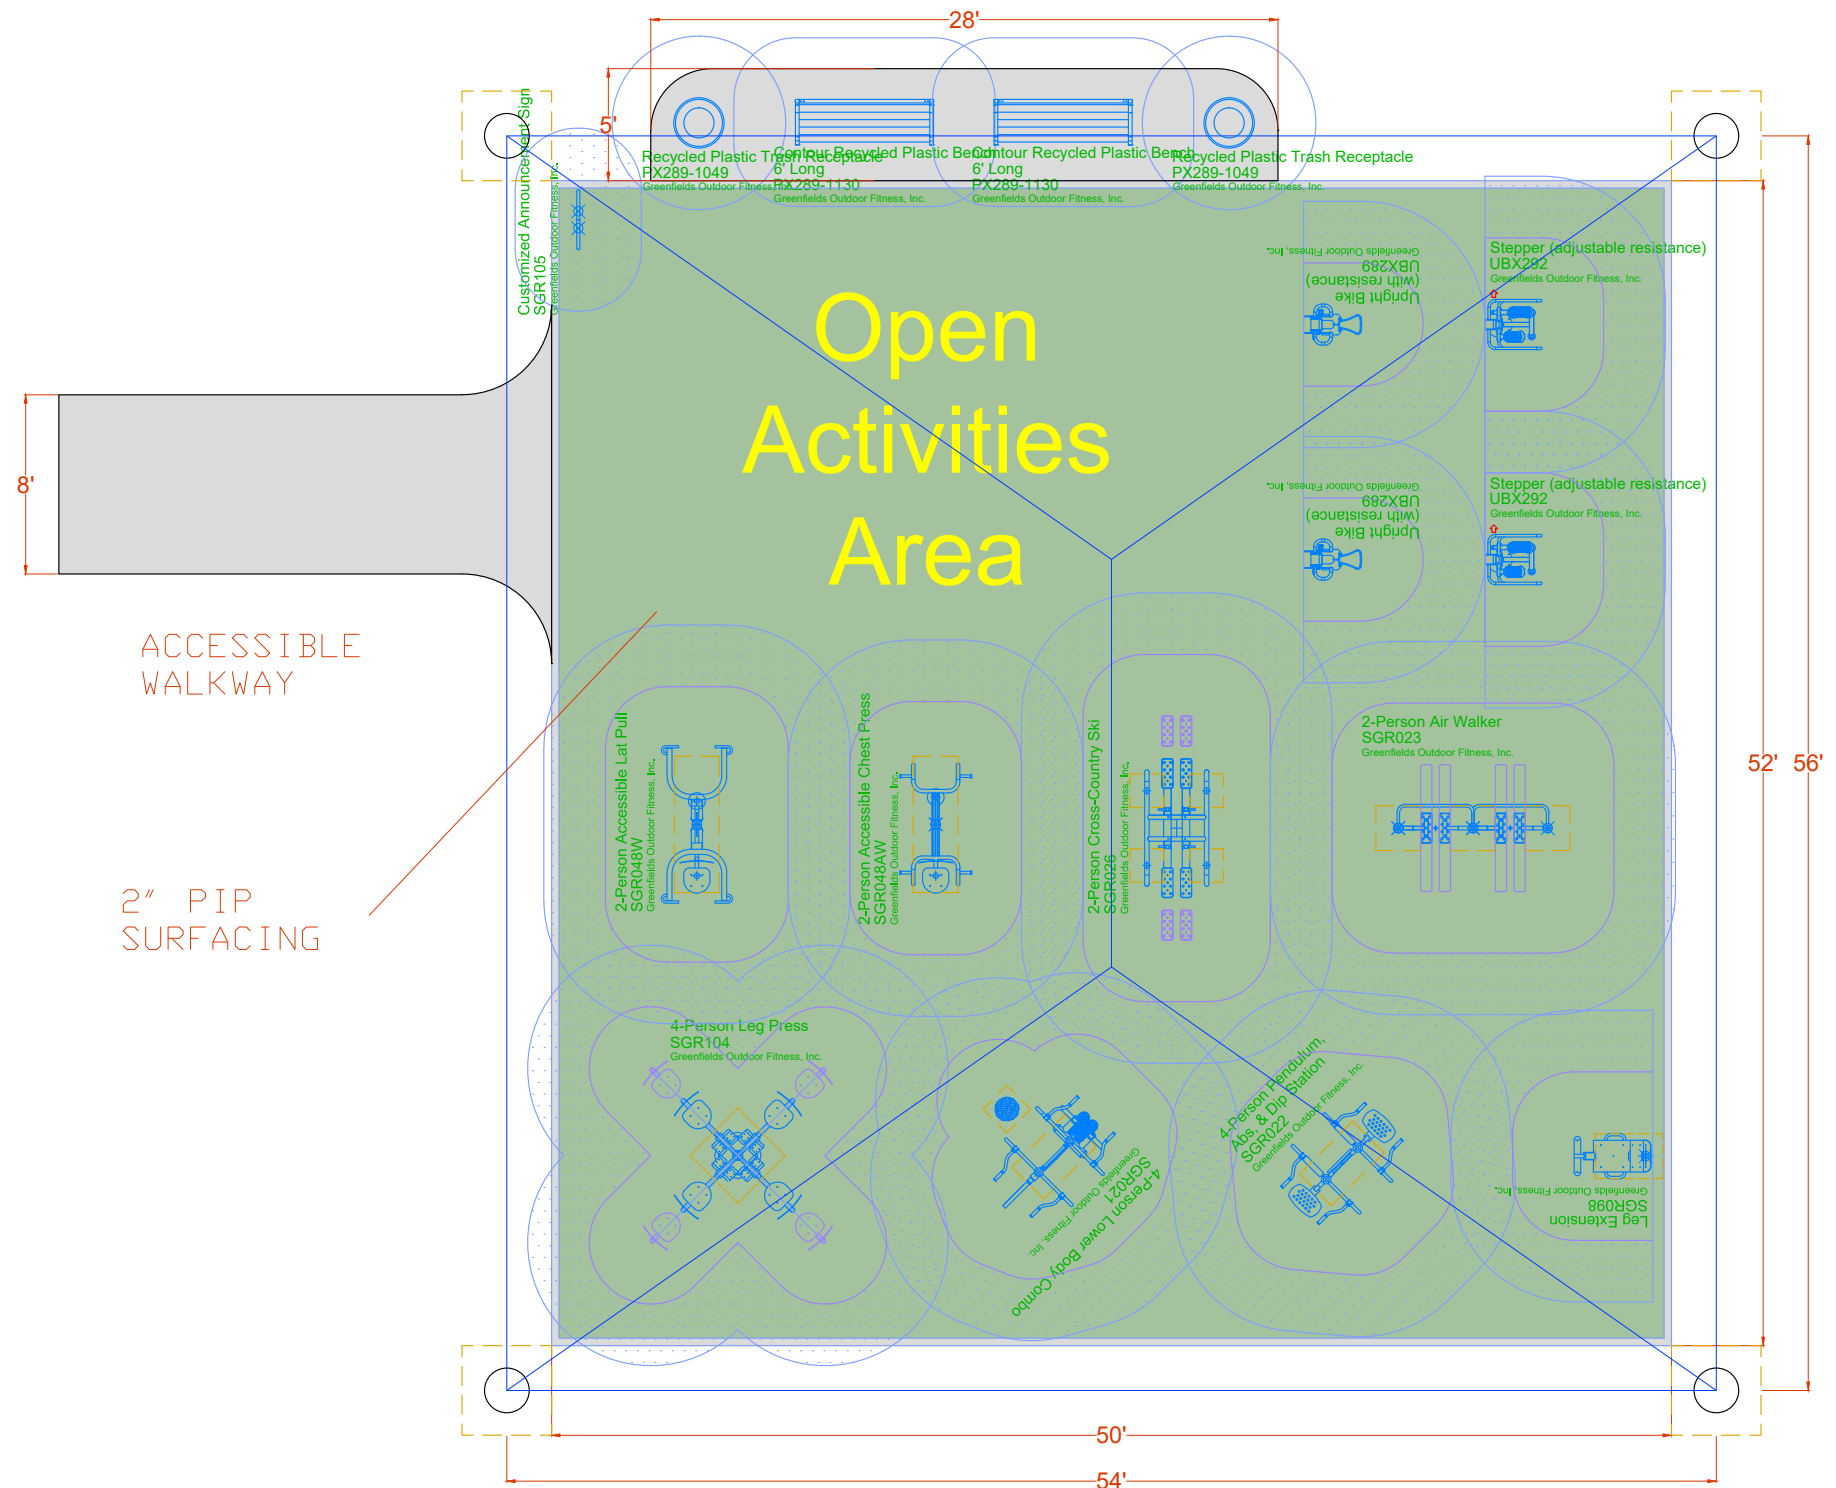 28'
5'
Customized Announcement Sign
SGR105
Greenfields Outdoor Fitness, Inc.
Recycled Plastic Trash Receptacle
PX289-1049
Greenfields Outdoor Fitness, Inc.
Contour Recycled Plastic Bench
6' Long
PX289-1130
Greenfields Outdoor Fitness, Inc.
Contour Recycled Plastic Bench
6' Long
PX289-1130
Greenfields Outdoor Fitness, Inc.
Recycled Plastic Trash Receptacle
PX289-1049
Greenfields Outdoor Fitness, Inc.
Open
Activities
Area
Upright Bike
(with resistance)
UBX289
Greenfields Outdoor Fitness, Inc.
Stepper (adjustable resistance)
UBX292
Greenfields Outdoor Fitness, Inc.
Upright Bike
(with resistance)
UBX289
Greenfields Outdoor Fitness, Inc.
Stepper (adjustable resistance)
UBX292
Greenfields Outdoor Fitness, Inc.
8'
ACCESSIBLE
WALKWAY
2" PIP
SURFACING
2-Person Accessible Lat Pull
SGR048W
Greenfields Outdoor Fitness, Inc.
2-Person Accessible Chest Press
SGR048AW
Greenfields Outdoor Fitness, Inc.
2-Person Cross-Country Ski
SGR026
Greenfields Outdoor Fitness, Inc.
2-Person Air Walker
SGR023
Greenfields Outdoor Fitness, Inc.
52'
56'
4-Person Leg Press
SGR104
Greenfields Outdoor Fitness, Inc.
4-Person Lower Body Combo
SGR021
Greenfields Outdoor Fitness, Inc.
4-Person Pendulum,
Abs, & Dip Station
SGR022
Greenfields Outdoor Fitness, Inc.
Leg Extension
SGR098
Greenfields Outdoor Fitness, Inc.
50'
54'